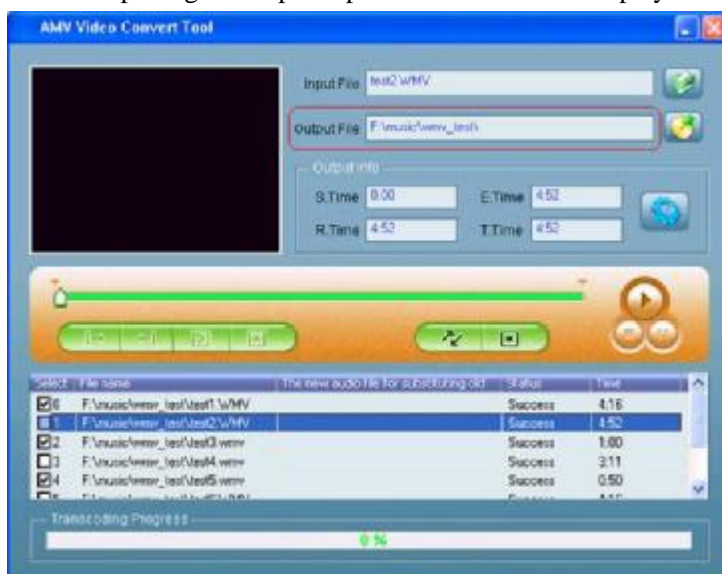 AMV Video Convert Tool
Input File test2.WMV
Output File F:\music\wmv_test\
Output Info
S.Time 0:00 E.Time 4:52
R.Time 4:52 T.Time 4:52
Select File name The new audio file for substituting old Status Time
0 F:\music\wmv_test\test1.WMV Success 4:16
1 F:\music\wmv_test\test2.WMV Success 4:52
2 F:\music\wmv_test\test3.wmv Success 1:00
3 F:\music\wmv_test\test4.wmv Success 3:11
4 F:\music\wmv_test\test5.wmv Success 0:50
Transcoding Progress
0 %